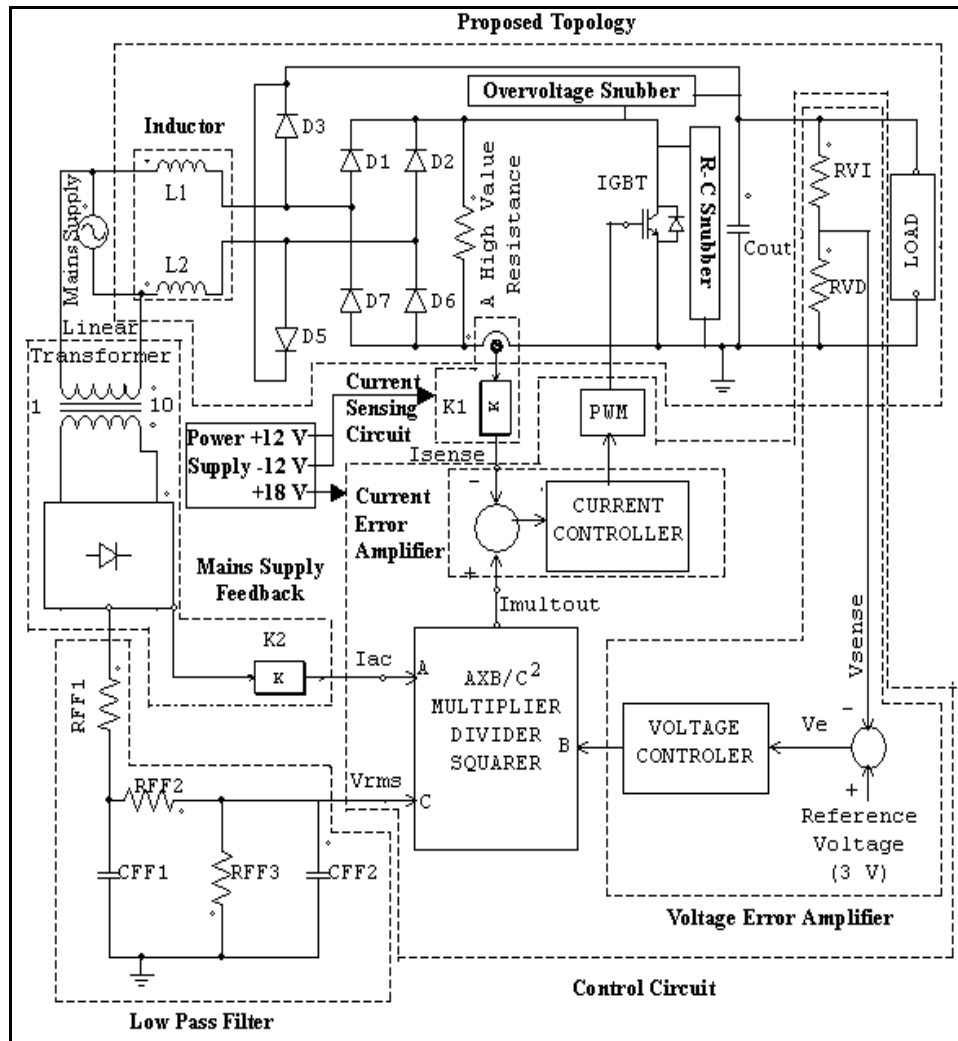 Proposed Topology
Overvoltage Snubber
Inductor
D3
D1
D2
L1
IGBT
R-C Snubber
RVI
Mains Supply
A High Value
Resistance
Cout
LOAD
L2
D7
D6
RVD
Linear
D5
Transformer
1
10
Current
Sensing
Circuit
K1
K
PWM
Power +12 V
Supply -12 V
+18 V
Isense
-
Current
Error
Amplifier
CURRENT
CONTROLLER
+
Mains Supply
Feedback
Imultout
Vsense
K2
K
Iac
A
AXB/C²
MULTIPLIER
DIVIDER
SQUARER
B
VOLTAGE
CONTROLER
Ve
-
+
RFF1
RFF2
Vrms
C
Reference
Voltage
(3 V)
CFF1
RFF3
CFF2
Voltage Error Amplifier
Control Circuit
Low Pass Filter